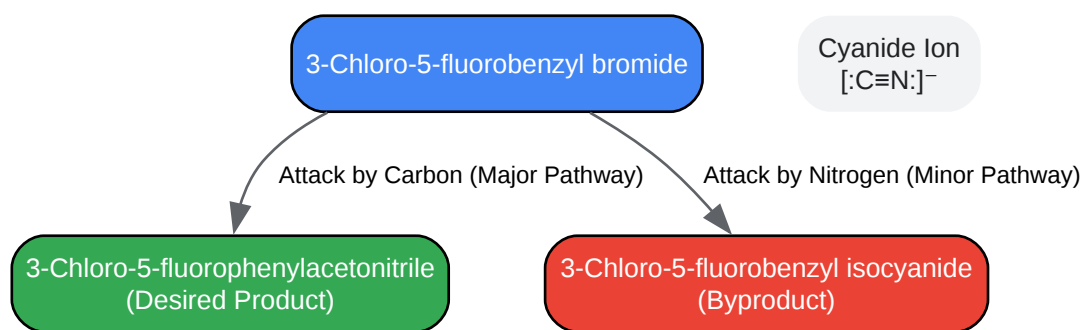 3-Chloro-5-fluorobenzyl bromide
Cyanide Ion
[:C≡N:]⁻
Attack by Carbon (Major Pathway)
Attack by Nitrogen (Minor Pathway)
3-Chloro-5-fluorophenylacetonitrile
(Desired Product)
3-Chloro-5-fluorobenzyl isocyanide
(Byproduct)